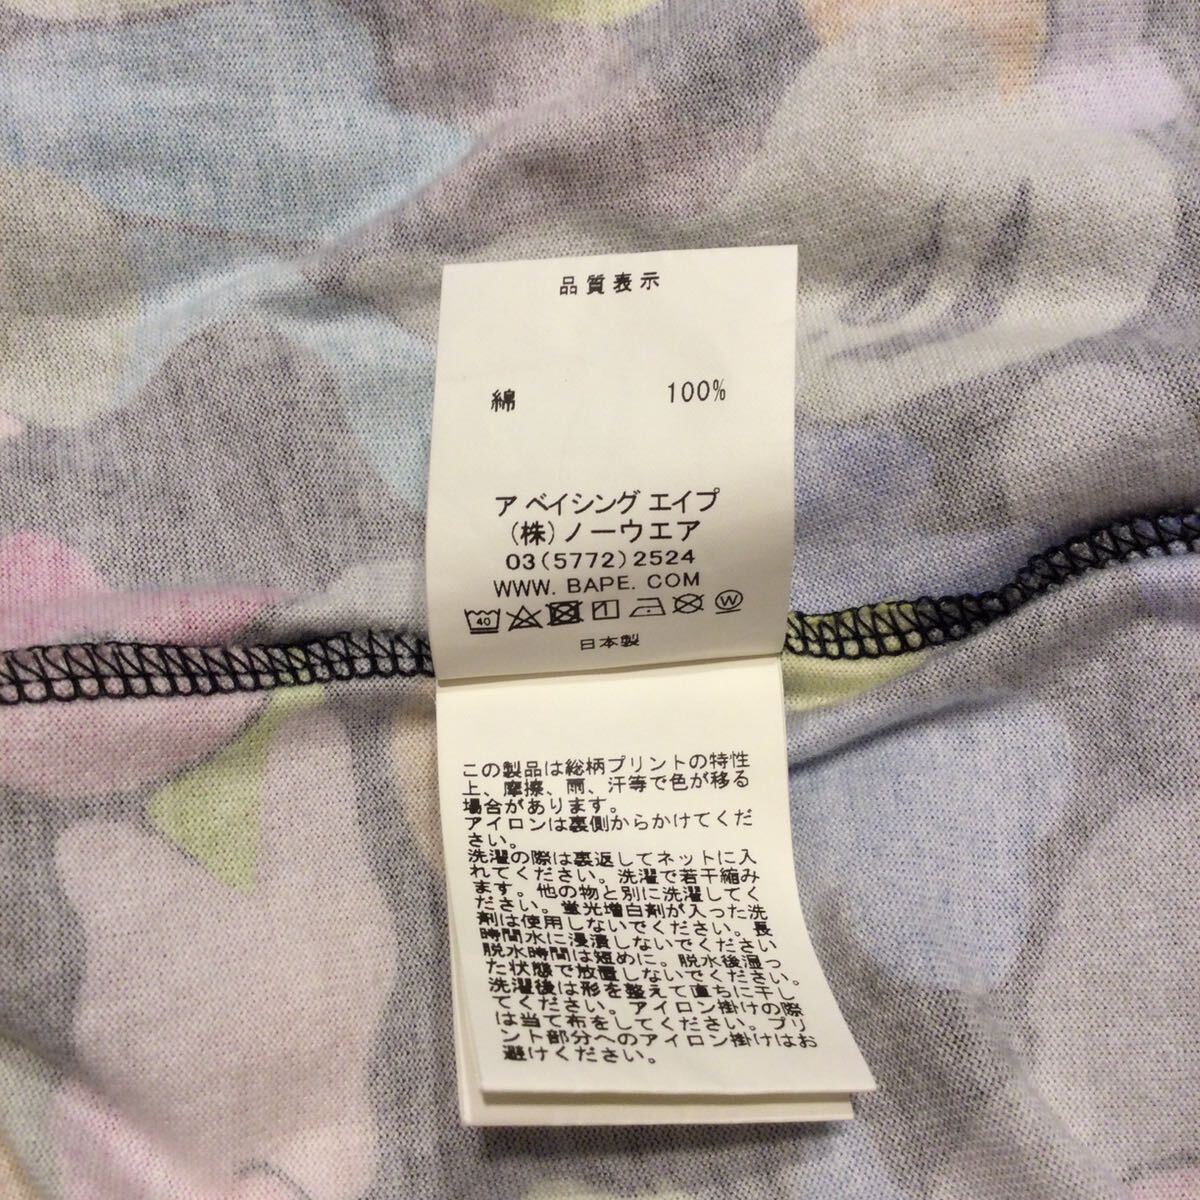 品質表示
綿 100%
ア ベイシング エイプ
(株)ノーウエア
03(5772)2524
WWW. BAPE. COM
40 1 W
日本製
この製品は総柄プリントの特性
上、摩擦、雨、汗等で色が移る
場合があります。
アイロンは裏側からかけてくだ
さい。
洗濯の際は裏返してネットに入
れてください。洗濯で若干縮み
ます。他の物と別に洗濯してく
ださい。蛍光増白剤が入った洗
剤は使用しないでください。長
時間水に浸漬しないでください
脱水時間は短めに。脱水後湿っ
た状態で放置しないでください。
洗濯後は形を整えて直ちに干し
てください。アイロン掛けの際
は当て布をしてください。プリ
ント部分へのアイロン掛けはお
避けください。